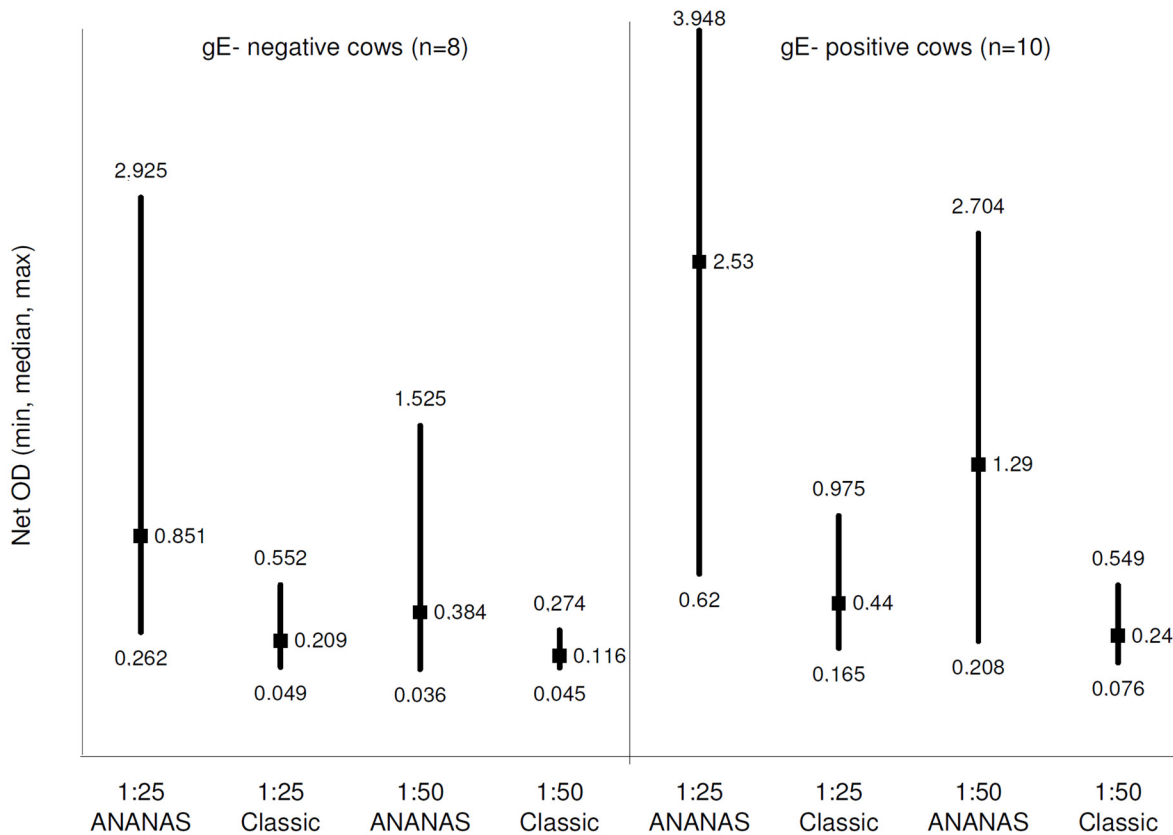 gE- negative cows (n=8)
gE- positive cows (n=10)
Net OD (min, median, max)
2.925
0.851
0.262
0.552
0.209
0.049
1.525
0.384
0.036
0.274
0.116
0.045
3.948
2.53
0.62
0.975
0.44
0.165
2.704
1.29
0.208
0.549
0.24
0.076
1:25
ANANAS
1:25
Classic
1:50
ANANAS
1:50
Classic
1:25
ANANAS
1:25
Classic
1:50
ANANAS
1:50
Classic